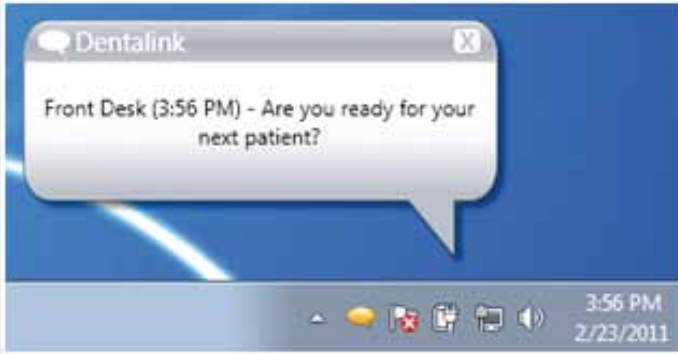 Dentalink
X
Front Desk (3:56 PM) - Are you ready for your
next patient?
3:56 PM
2/23/2011